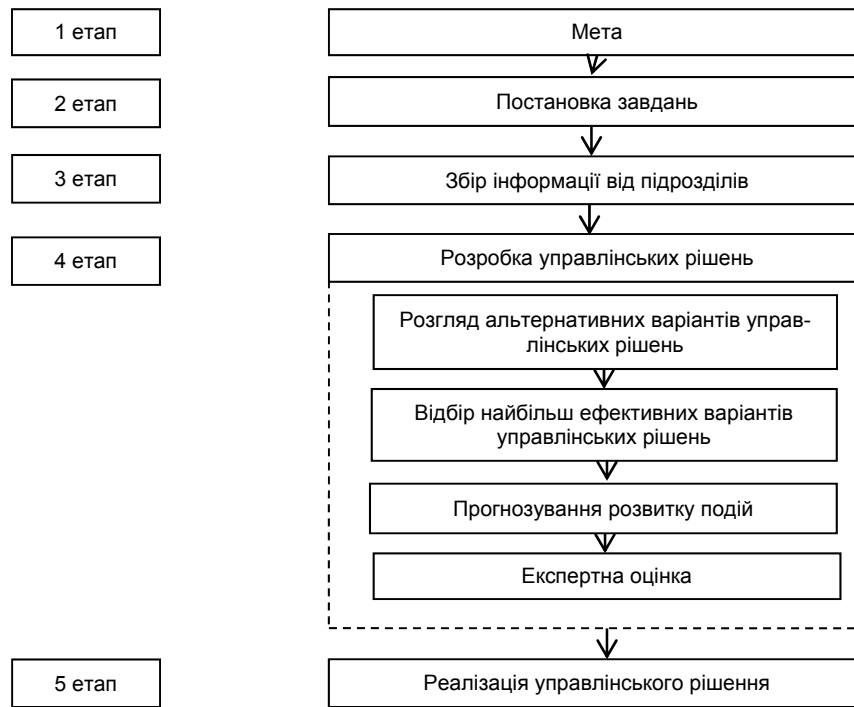 1 етап
Мета
2 етап
Постановка завдань
3 етап
Збір інформації від підрозділів
4 етап
Розробка управлінських рішень
Розгляд альтернативних варіантів управ-
лінських рішень
Відбір найбільш ефективних варіантів
управлінських рішень
Прогнозування розвитку подій
Експертна оцінка
5 етап
Реалізація управлінського рішення